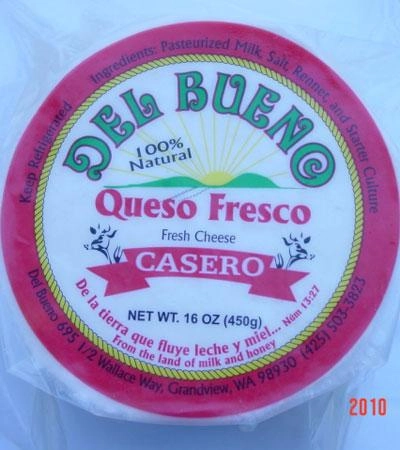 Keep Refrigerated
Ingredients: Pasteurized Milk, Salt, Rennet, and Starter Culture
DEL BUENO
100%
Natural
Queso Fresco
Fresh Cheese
CASERO
NET WT. 16 OZ (450g)
De la tierra que fluye leche y miel... Núm 13:27
From the land of milk and honey
Del Bueno 695 1/2 Wallace Way, Grandview, WA 98930 (425) 503-3823
2010